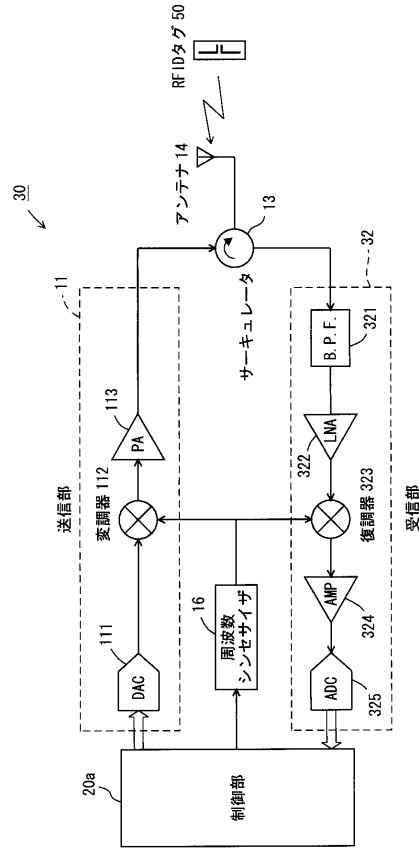 30
送信部
11
111
DAC
変調器 112
113
PA
20a
制御部
16
周波数
シンセサイザ
サーキュレータ
13
アンテナ 14
RFIDタグ 50
32
B.P.F.
321
LNA
322
復調器 323
AMP
324
ADC
325
受信部